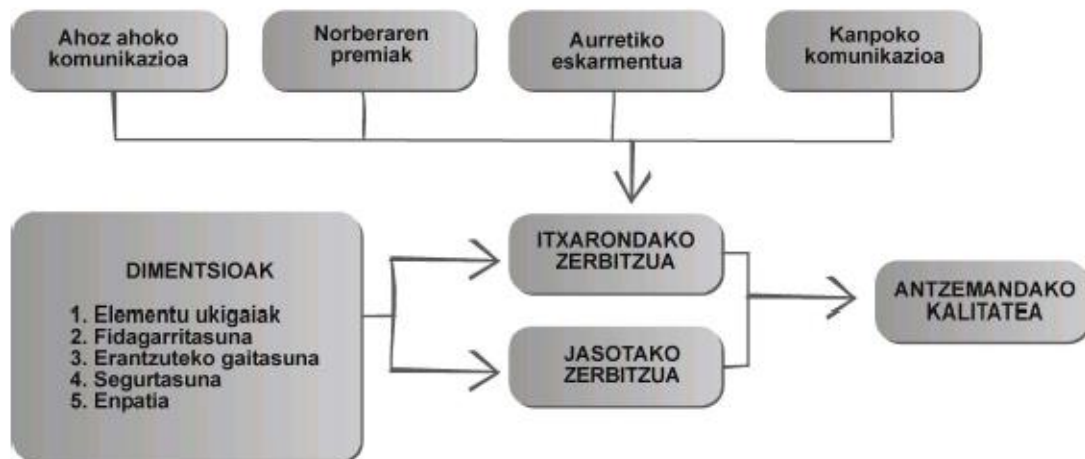 Ahoz ahoko
komunikazioa
Norberaren
premiak
Aurretiko
eskarmentua
Kanpoko
komunikazioa
DIMENTSIOAK
1. Elementu ukigaiak
2. Fidagarritasuna
3. Erantzuteko gaitasuna
4. Segurtasuna
5. Enpatia
ITXARONDAKO
ZERBITZUA
JASOTAKO
ZERBITZUA
ANTZEMANDAKO
KALITATEA